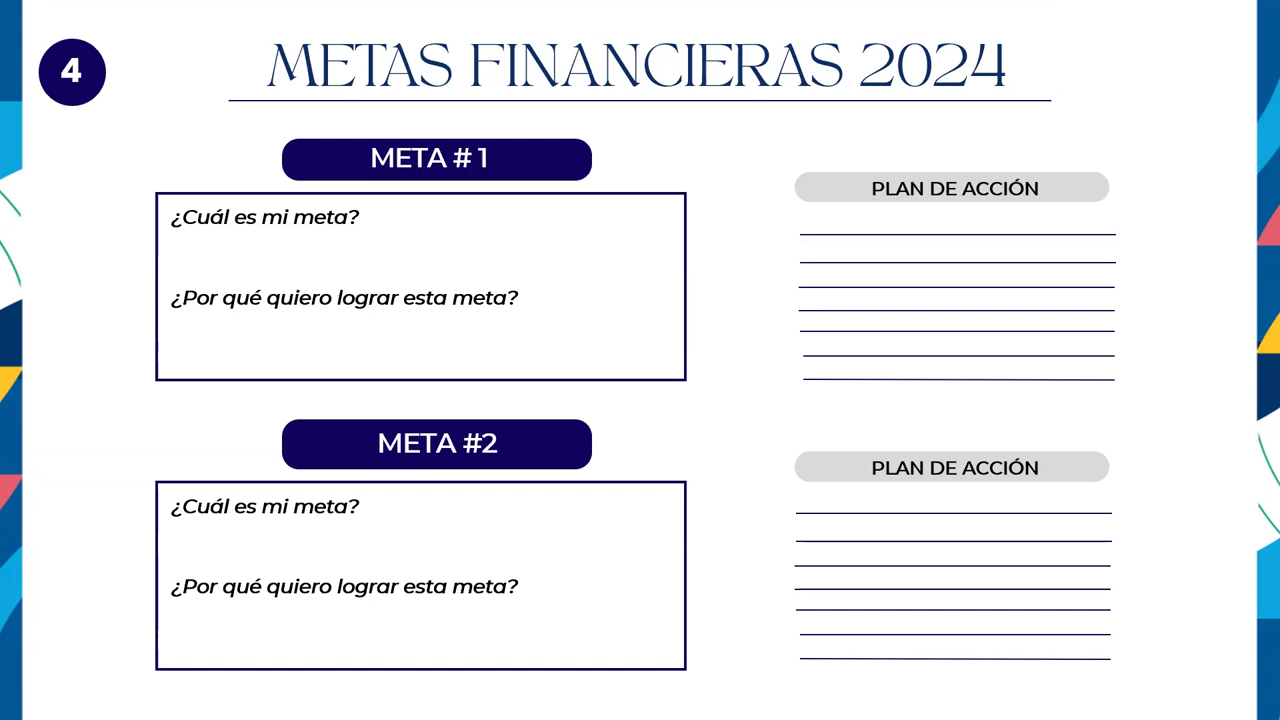 4
METAS FINANCIERAS 2024
META # 1
¿Cuál es mi meta?
¿Por qué quiero lograr esta meta?
PLAN DE ACCIÓN
META #2
¿Cuál es mi meta?
¿Por qué quiero lograr esta meta?
PLAN DE ACCIÓN